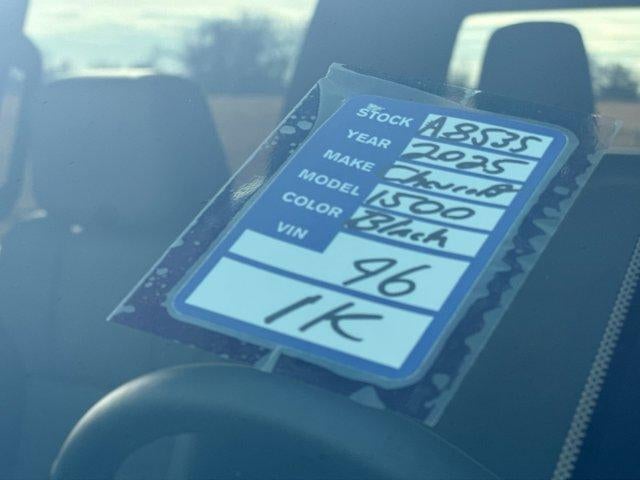 STOCK A8535
YEAR 2025
MAKE Chevrolet
MODEL 1500
COLOR Black
VIN
96
1K